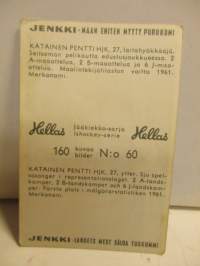 JENKKI - MAAN ENITEN MYYTY PURUKUMI
KATAINEN PENTTI HJK, 27, laitahyökkääjä.
Seitsemän pelikautta edustusjoukkueessa. 2
A-maaottelua, 2 B-maaottelua ja 6 J-maa-
ottelua. Maalintekijätilaston voitto 1961.
Merkonomi.
Hellas jääkiekko-sarja Hellas
ishockey-serie
160 kuvaa N:o 60
bilder
KATAINEN PENTTI HJK, 27, ytter. Sju spel-
säsonger i representationslaget. 2 A-lands-
kamper, 2 B-landskamper och 6 J-landskam-
per. Första plats i målgörarstatistiken 1961.
Merkonom.
JENKKI - LANDETS MEST SÅLDA TUGGUMMI